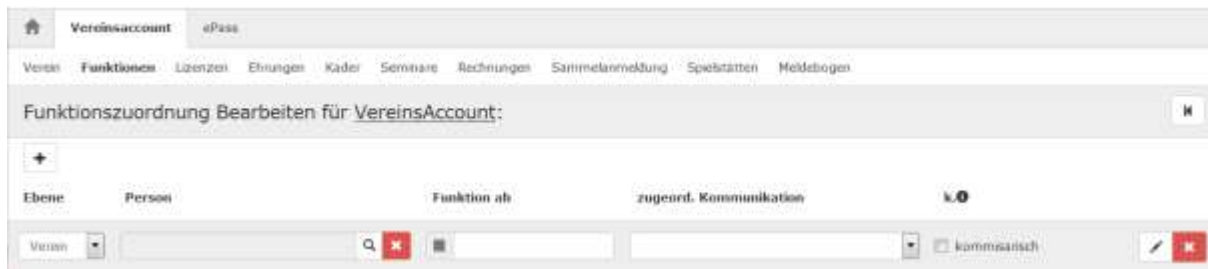 Vereinsaccount ePass
Verein Funktionen Lizenzen Ehrungen Kader Seminare Rechnungen Sammelanmeldung Spielstätten Meldebogen
Funktionszuordnung Bearbeiten für VereinsAccount:
Ebene Person Funktion ab zugeord. Kommunikation k.
Verein kommisarisch